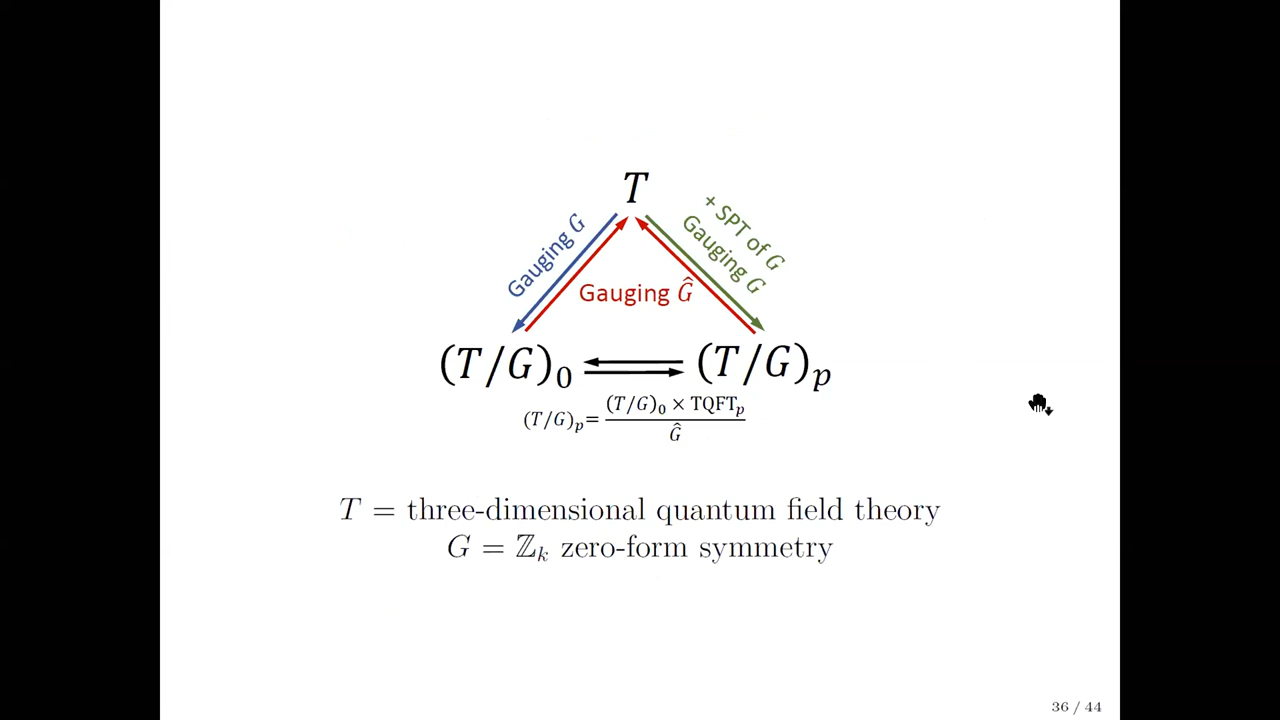 T
Gauging G
+ SPT of G
Gauging G
Gauging Ĝ
(T/G)₀ (T/G)ₚ
(T/G)ₚ= (T/G)₀ × TQFTₚ / Ĝ
T = three-dimensional quantum field theory
G = ℤₖ zero-form symmetry
36 / 44